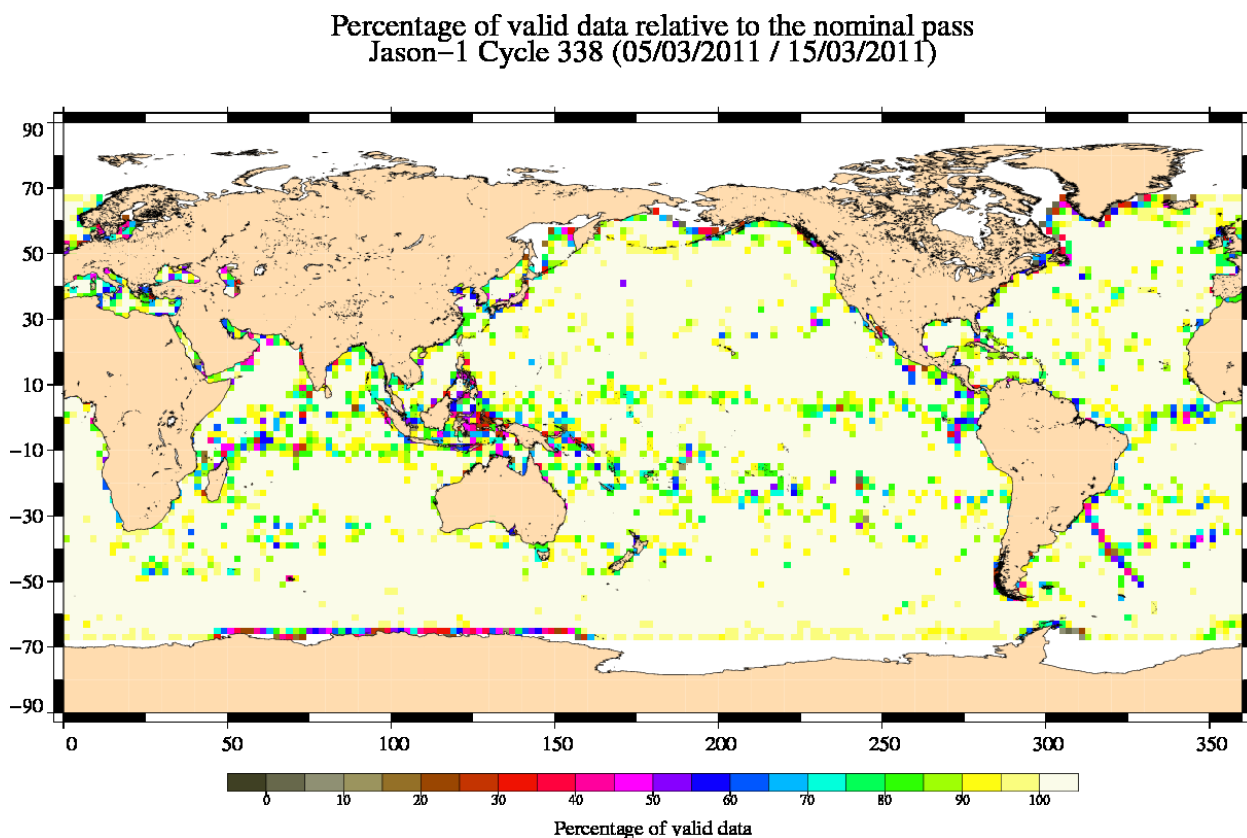 Percentage of valid data relative to the nominal pass
Jason−1 Cycle 338 (05/03/2011 / 15/03/2011)
90
70
50
30
10
−10
−30
−50
−70
−90
0 50 100 150 200 250 300 350
0 10 20 30 40 50 60 70 80 90 100
Percentage of valid data